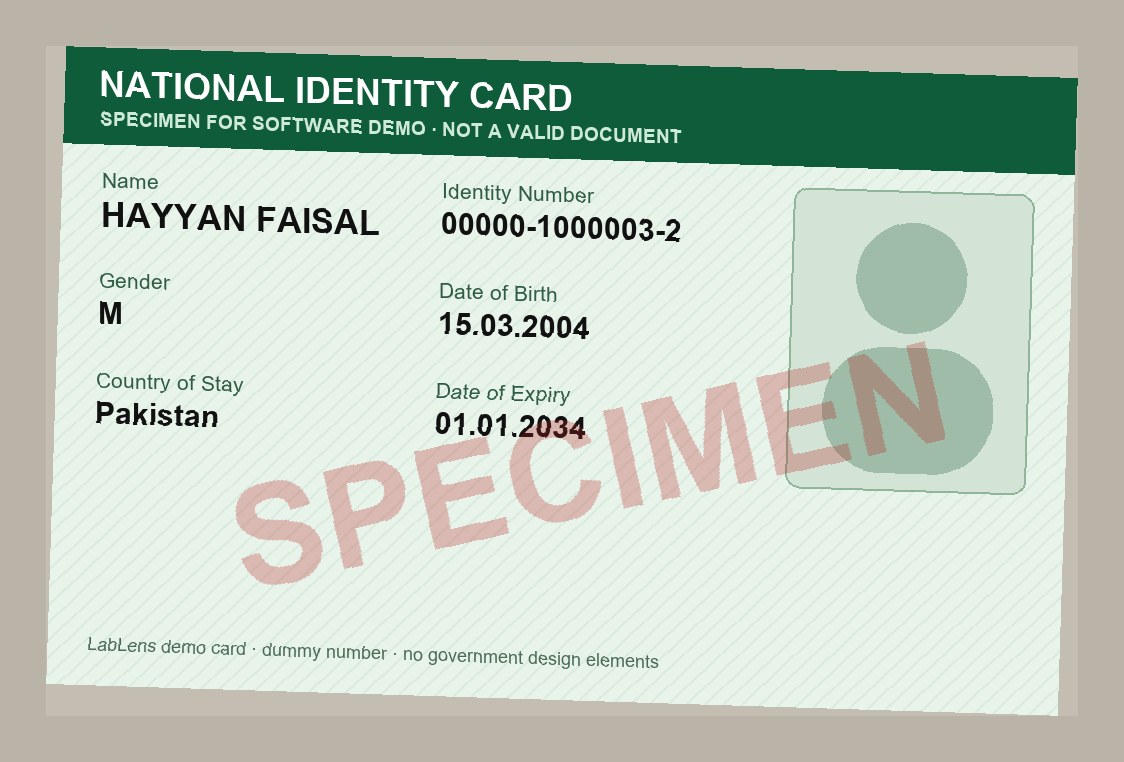 NATIONAL IDENTITY CARD
SPECIMEN FOR SOFTWARE DEMO · NOT A VALID DOCUMENT
Name
HAYYAN FAISAL
Identity Number
00000-1000003-2
Gender
M
Date of Birth
15.03.2004
Country of Stay
Pakistan
Date of Expiry
01.01.2034
SPECIMEN
LabLens demo card · dummy number · no government design elements